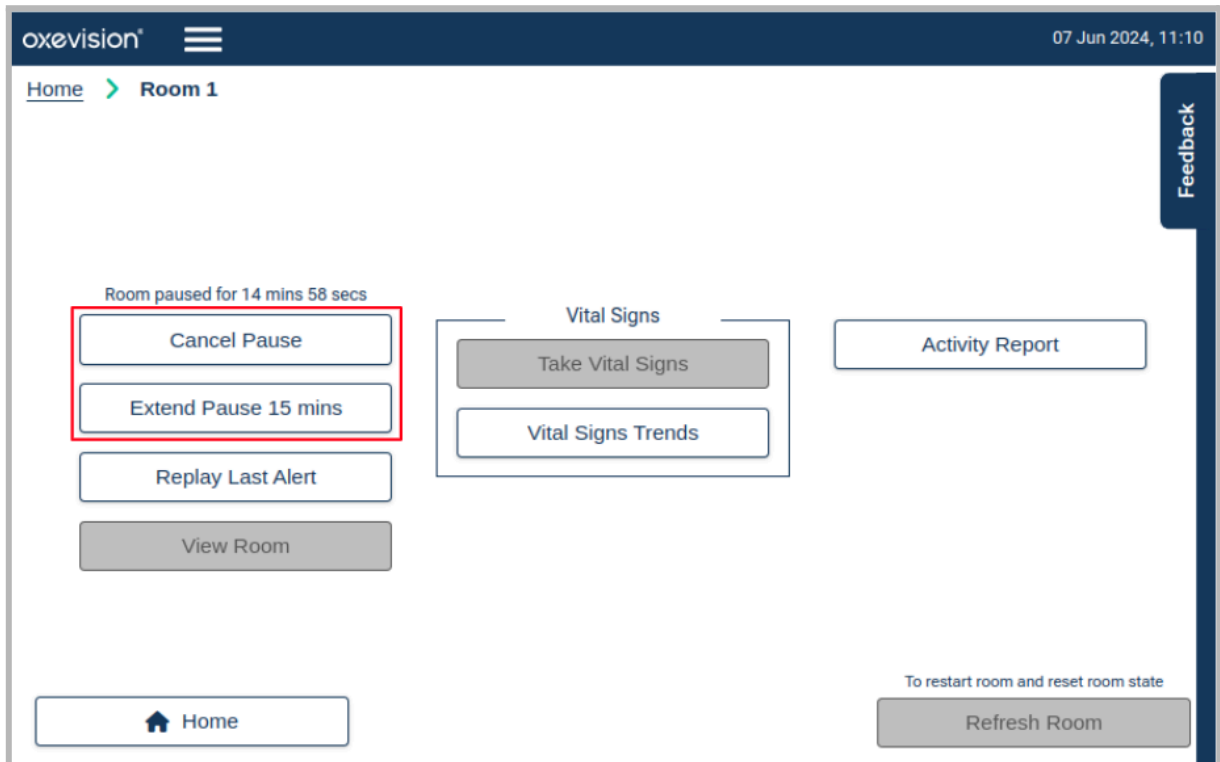 oxevision®
07 Jun 2024, 11:10
Home > Room 1
Feedback
Room paused for 14 mins 58 secs
Cancel Pause
Extend Pause 15 mins
Replay Last Alert
View Room
Vital Signs
Take Vital Signs
Vital Signs Trends
Activity Report
Home
To restart room and reset room state
Refresh Room